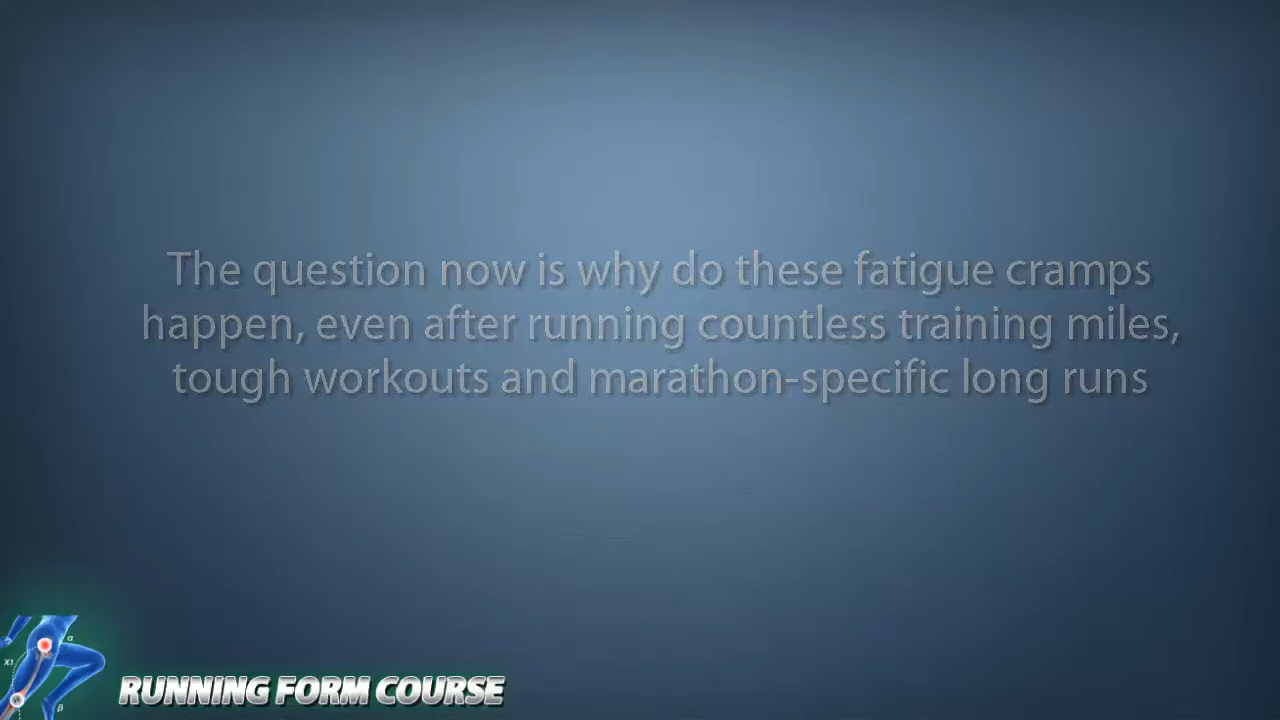 The question now is why do these fatigue cramps
happen, even after running countless training miles,
tough workouts and marathon-specific long runs
α
X1
β
RUNNING FORM COURSE